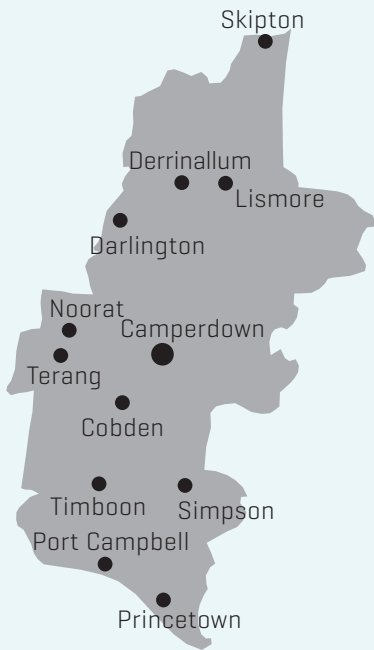 Skipton
Derrinallum
Lismore
Darlington
Noorat
Camperdown
Terang
Cobden
Timboon
Simpson
Port Campbell
Princetown